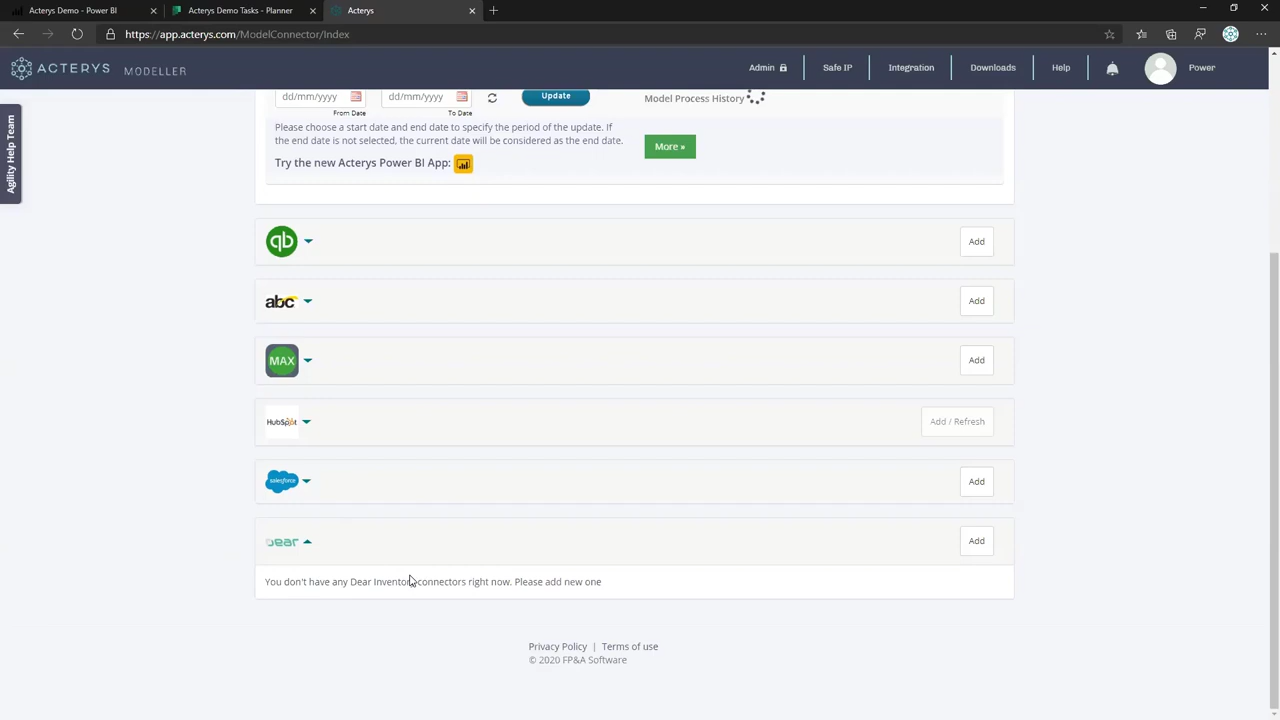 Acterys Demo - Power BI
Acterys Demo Tasks - Planner
Acterys
https://app.acterys.com/ModelConnector/Index
ACTERYS MODELLER
Admin
Safe IP
Integration
Downloads
Help
Power
Agility Help Team
dd/mm/yyyy
dd/mm/yyyy
Update
Model Process History
From Date
To Date
Please choose a start date and end date to specify the period of the update. If
the end date is not selected, the current date will be considered as the end date.
More »
Try the new Acterys Power BI App:
qb
Add
abc
Add
MAX
Add
HubSpot
Add / Refresh
salesforce
Add
Dear
Add
You don't have any Dear Inventory connectors right now. Please add new one
Privacy Policy | Terms of use
© 2020 FP&A Software